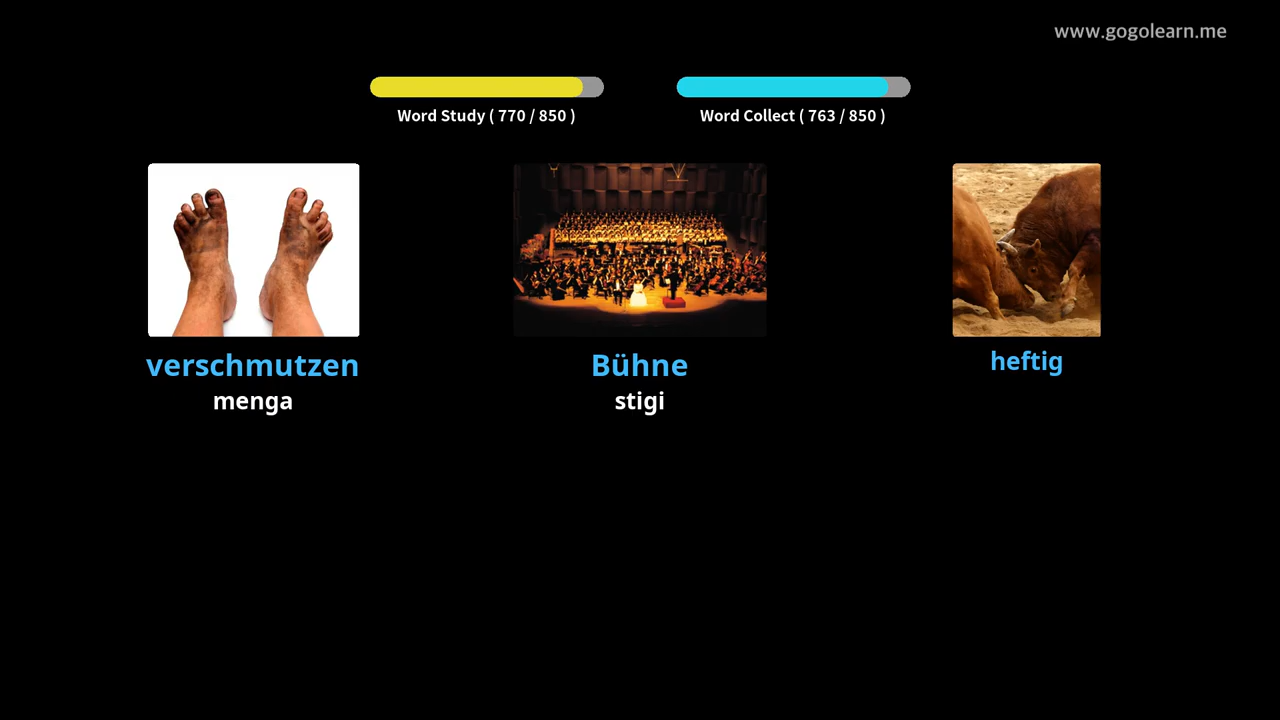 www.gogolearn.me
Word Study ( 770 / 850 )
Word Collect ( 763 / 850 )
verschmutzen
menga
Bühne
stigi
heftig